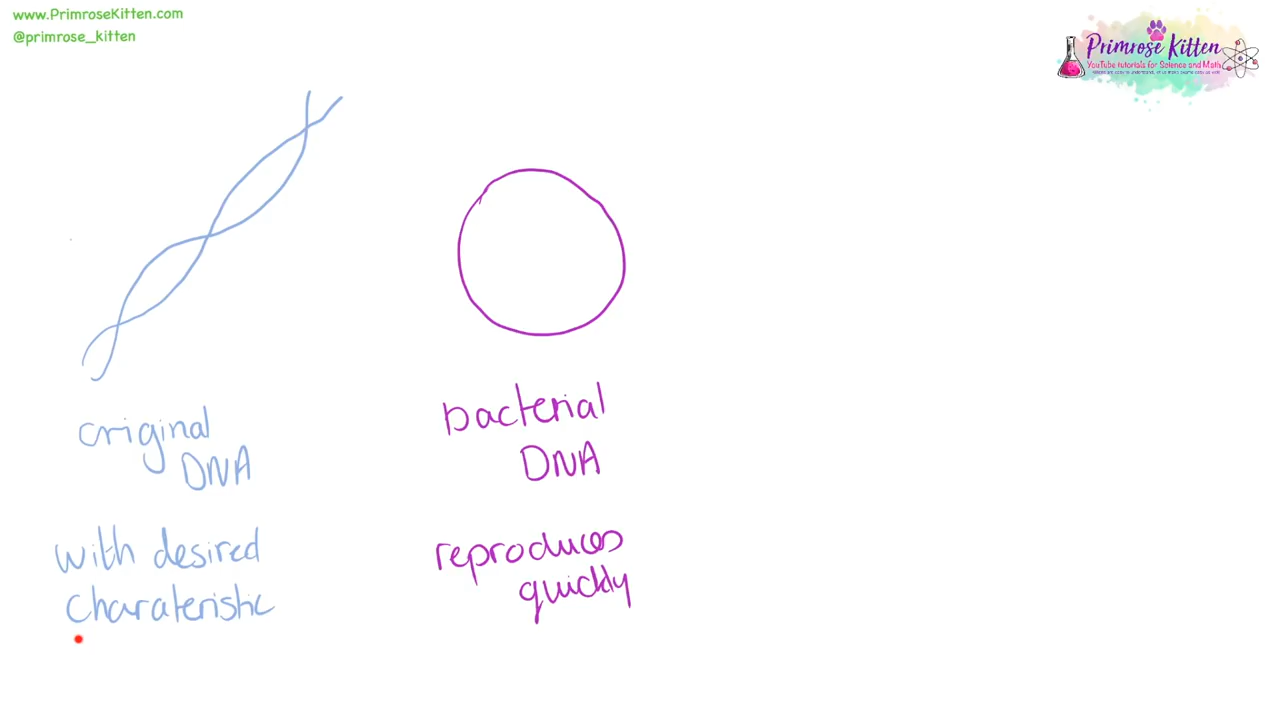 www.PrimroseKitten.com
@primrose_kitten
Primrose Kitten
YouTube tutorials for Science and Math
original
DNA
with desired
charateristic
bacterial
DNA
reproduces
quickly